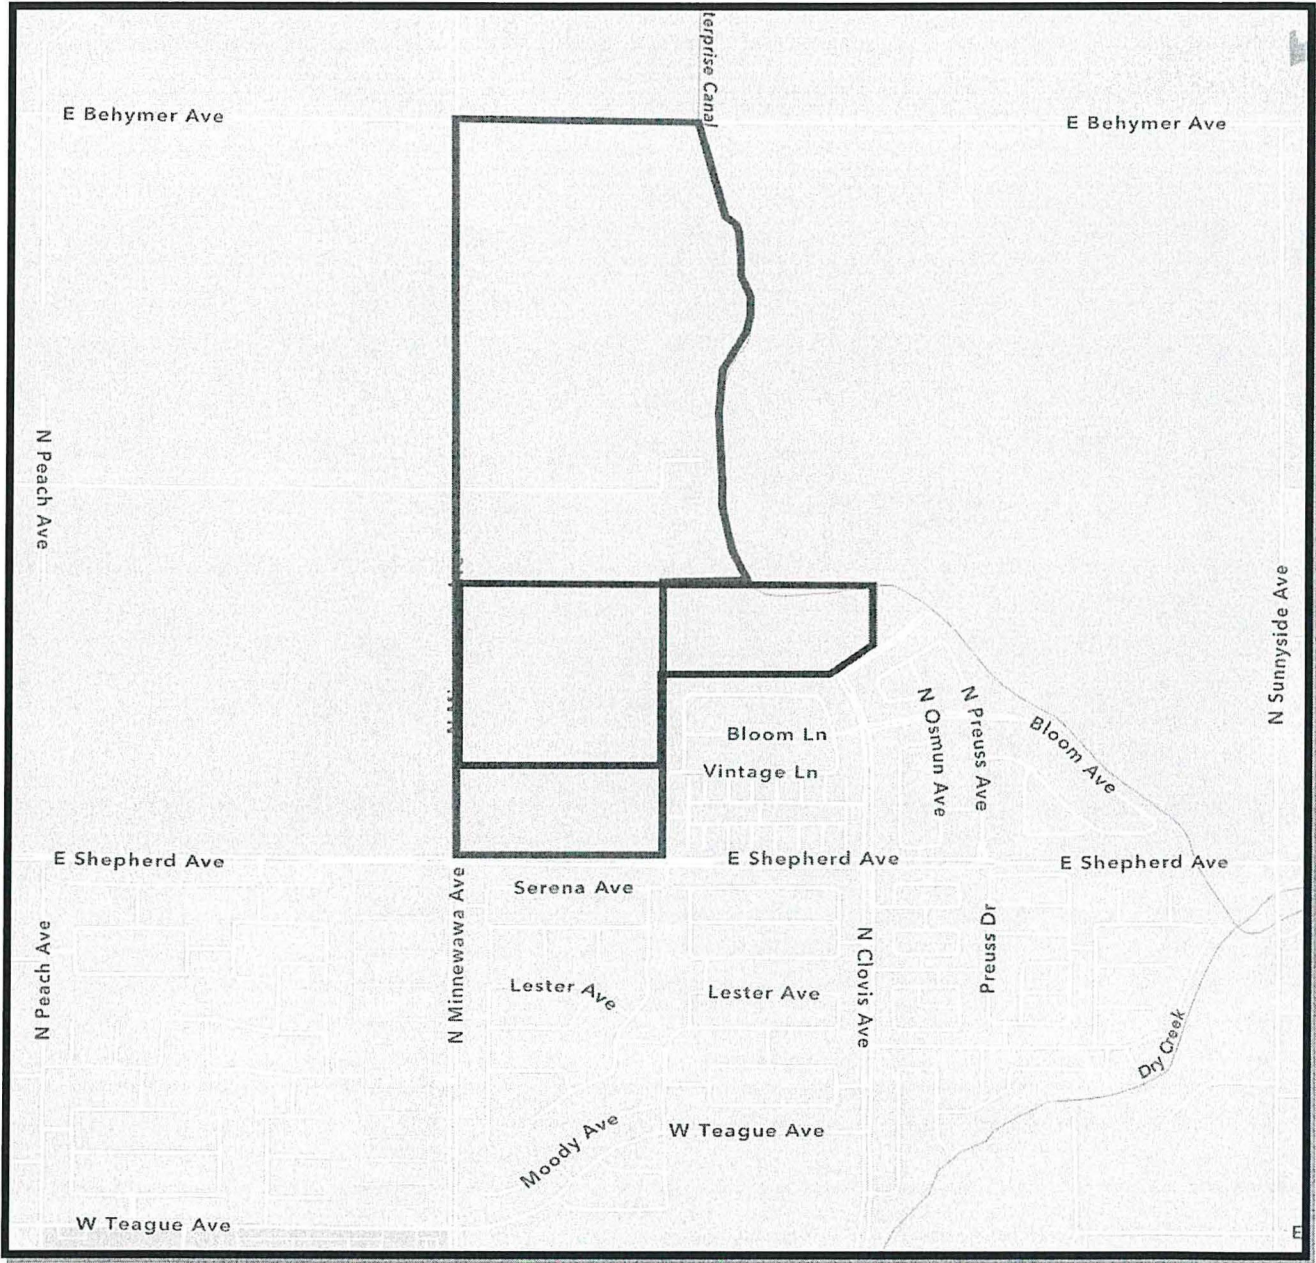 terprise Canal
E Behymer Ave
E Behymer Ave
N Peach Ave
N Sunnyside Ave
N Osmun Ave
N Preuss Ave
Bloom Ave
Bloom Ln
Vintage Ln
E Shepherd Ave
E Shepherd Ave
E Shepherd Ave
Serena Ave
N Peach Ave
N Minnewawa Ave
Lester Ave
Lester Ave
N Clovis Ave
Preuss Dr
Dry Creek
Moody Ave
W Teague Ave
W Teague Ave
E